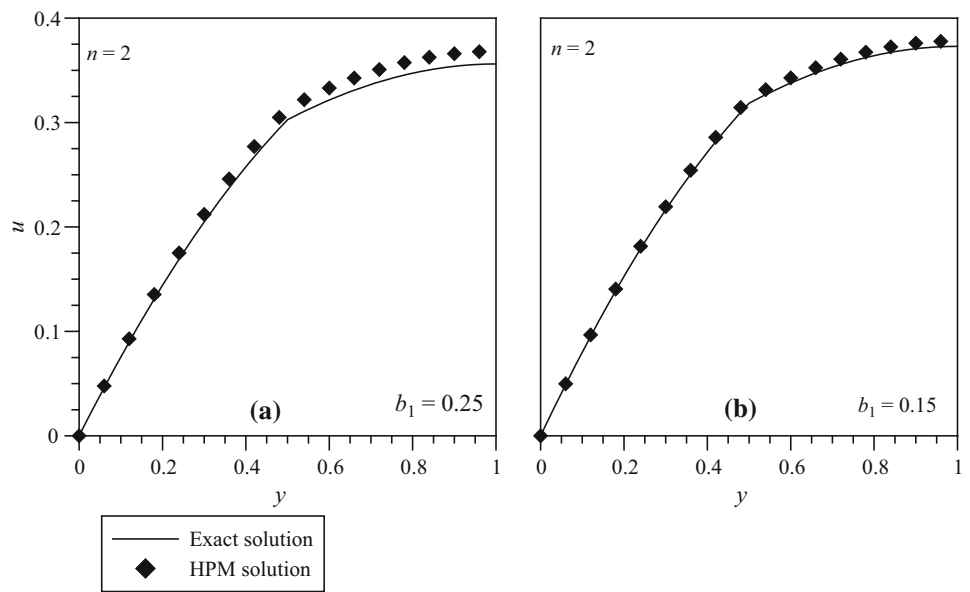 0.4
n = 2
n = 2
0.3
u
0.2
0.1
(a)
b1 = 0.25
(b)
b1 = 0.15
0
0 0.2 0.4 0.6 0.8 1
0 0.2 0.4 0.6 0.8 1
y
y
Exact solution
HPM solution